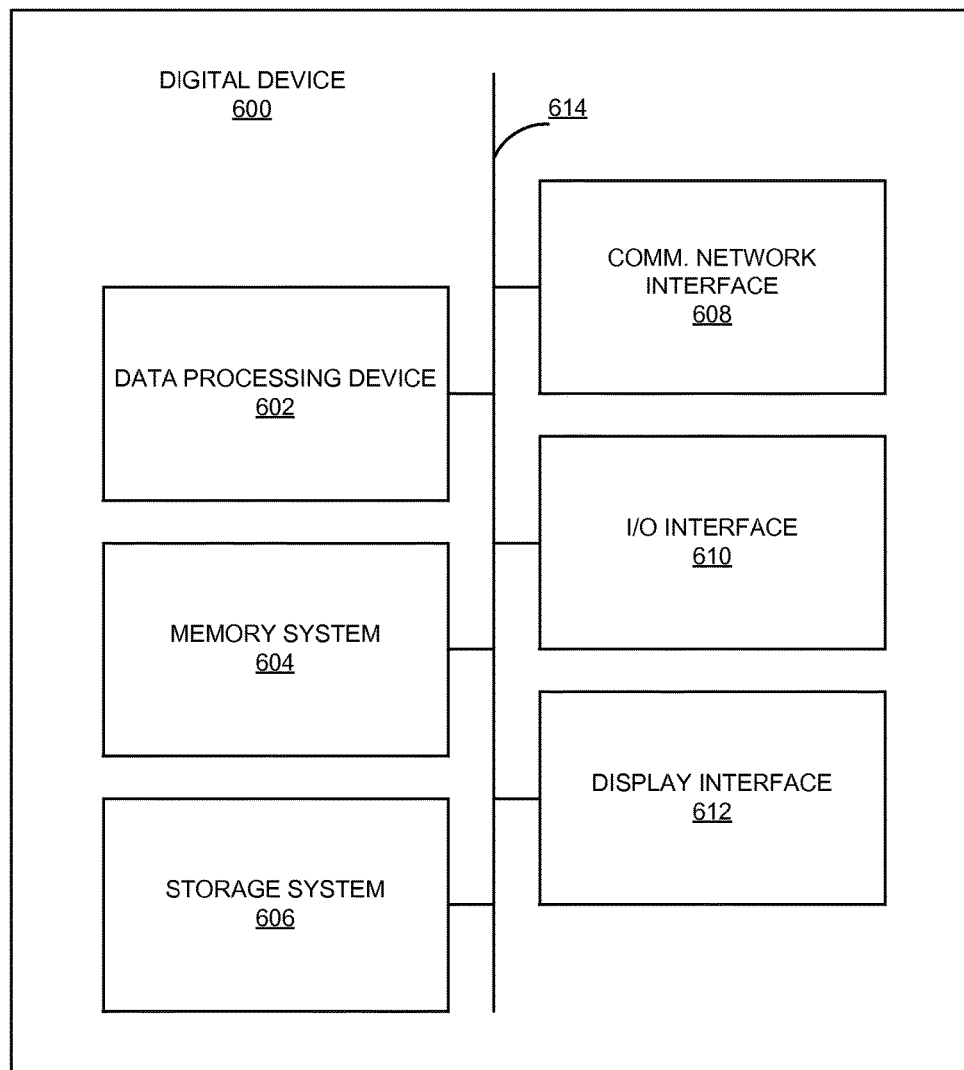 DIGITAL DEVICE
600
614
COMM. NETWORK
INTERFACE
608
DATA PROCESSING DEVICE
602
I/O INTERFACE
610
MEMORY SYSTEM
604
DISPLAY INTERFACE
612
STORAGE SYSTEM
606